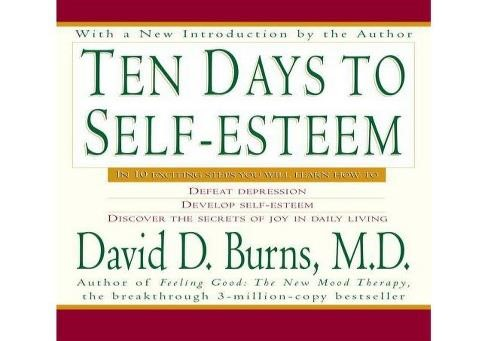 With a New Introduction by the Author
TEN DAYS TO
SELF-ESTEEM
IN 10 EXCITING STEPS YOU WILL LEARN HOW TO
DEFEAT DEPRESSION
DEVELOP SELF-ESTEEM
DISCOVER THE SECRETS OF JOY IN DAILY LIVING
David D. Burns, M.D.
Author of Feeling Good: The New Mood Therapy,
the breakthrough 3-million-copy bestseller